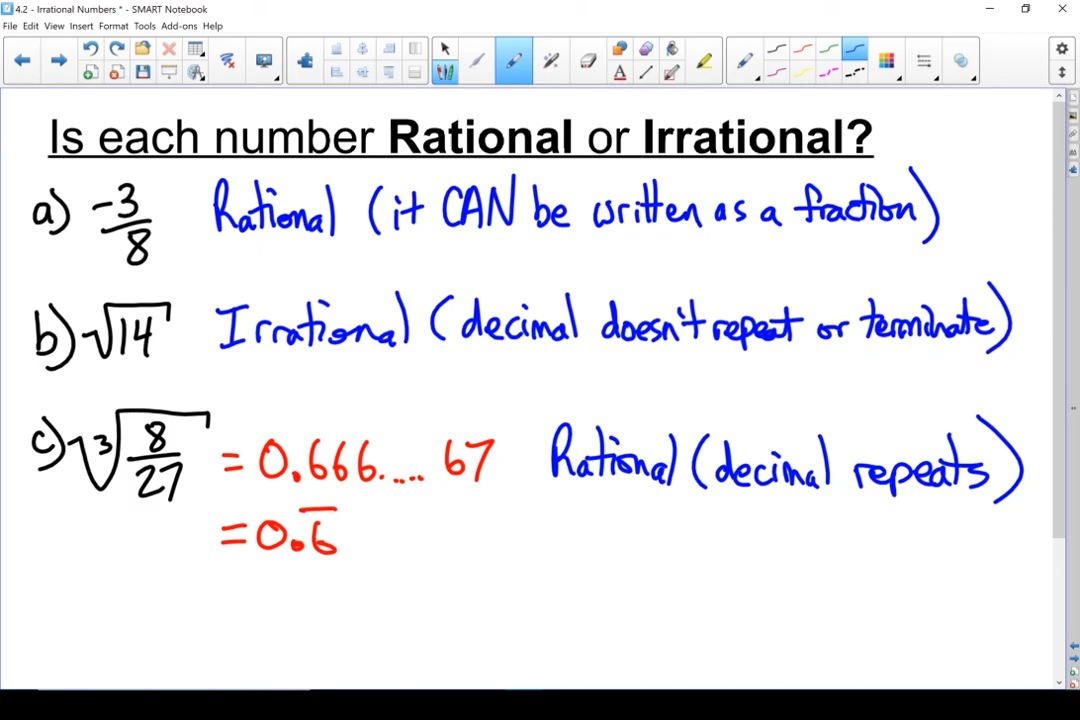 4.2 - Irrational Numbers * - SMART Notebook
File Edit View Insert Format Tools Add-ons Help
Is each number Rational or Irrational?
a) -3/8 Rational (it CAN be written as a fraction)
b) √14 Irrational (decimal doesn't repeat or terminate)
c) ∛(8/27) = 0.666.... 67 Rational (decimal repeats)
= 0.6̅